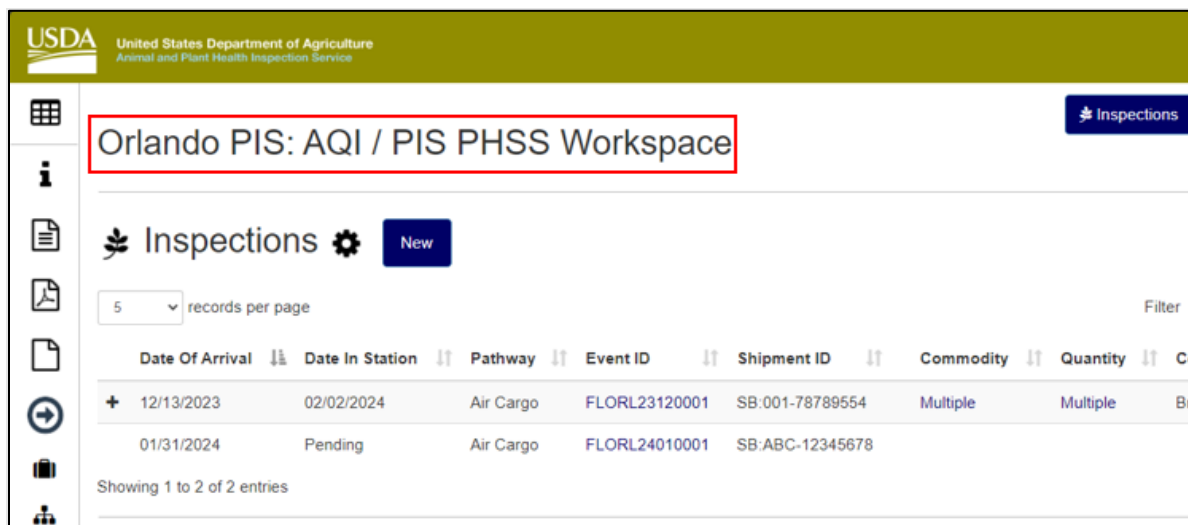 USDA
United States Department of Agriculture
Animal and Plant Health Inspection Service
Inspections
Orlando PIS: AQI / PIS PHSS Workspace
Inspections New
5 records per page Filter
Date Of Arrival Date In Station Pathway Event ID Shipment ID Commodity Quantity C
12/13/2023 02/02/2024 Air Cargo FLORL23120001 SB:001-78789554 Multiple Multiple B
01/31/2024 Pending Air Cargo FLORL24010001 SB:ABC-12345678
Showing 1 to 2 of 2 entries